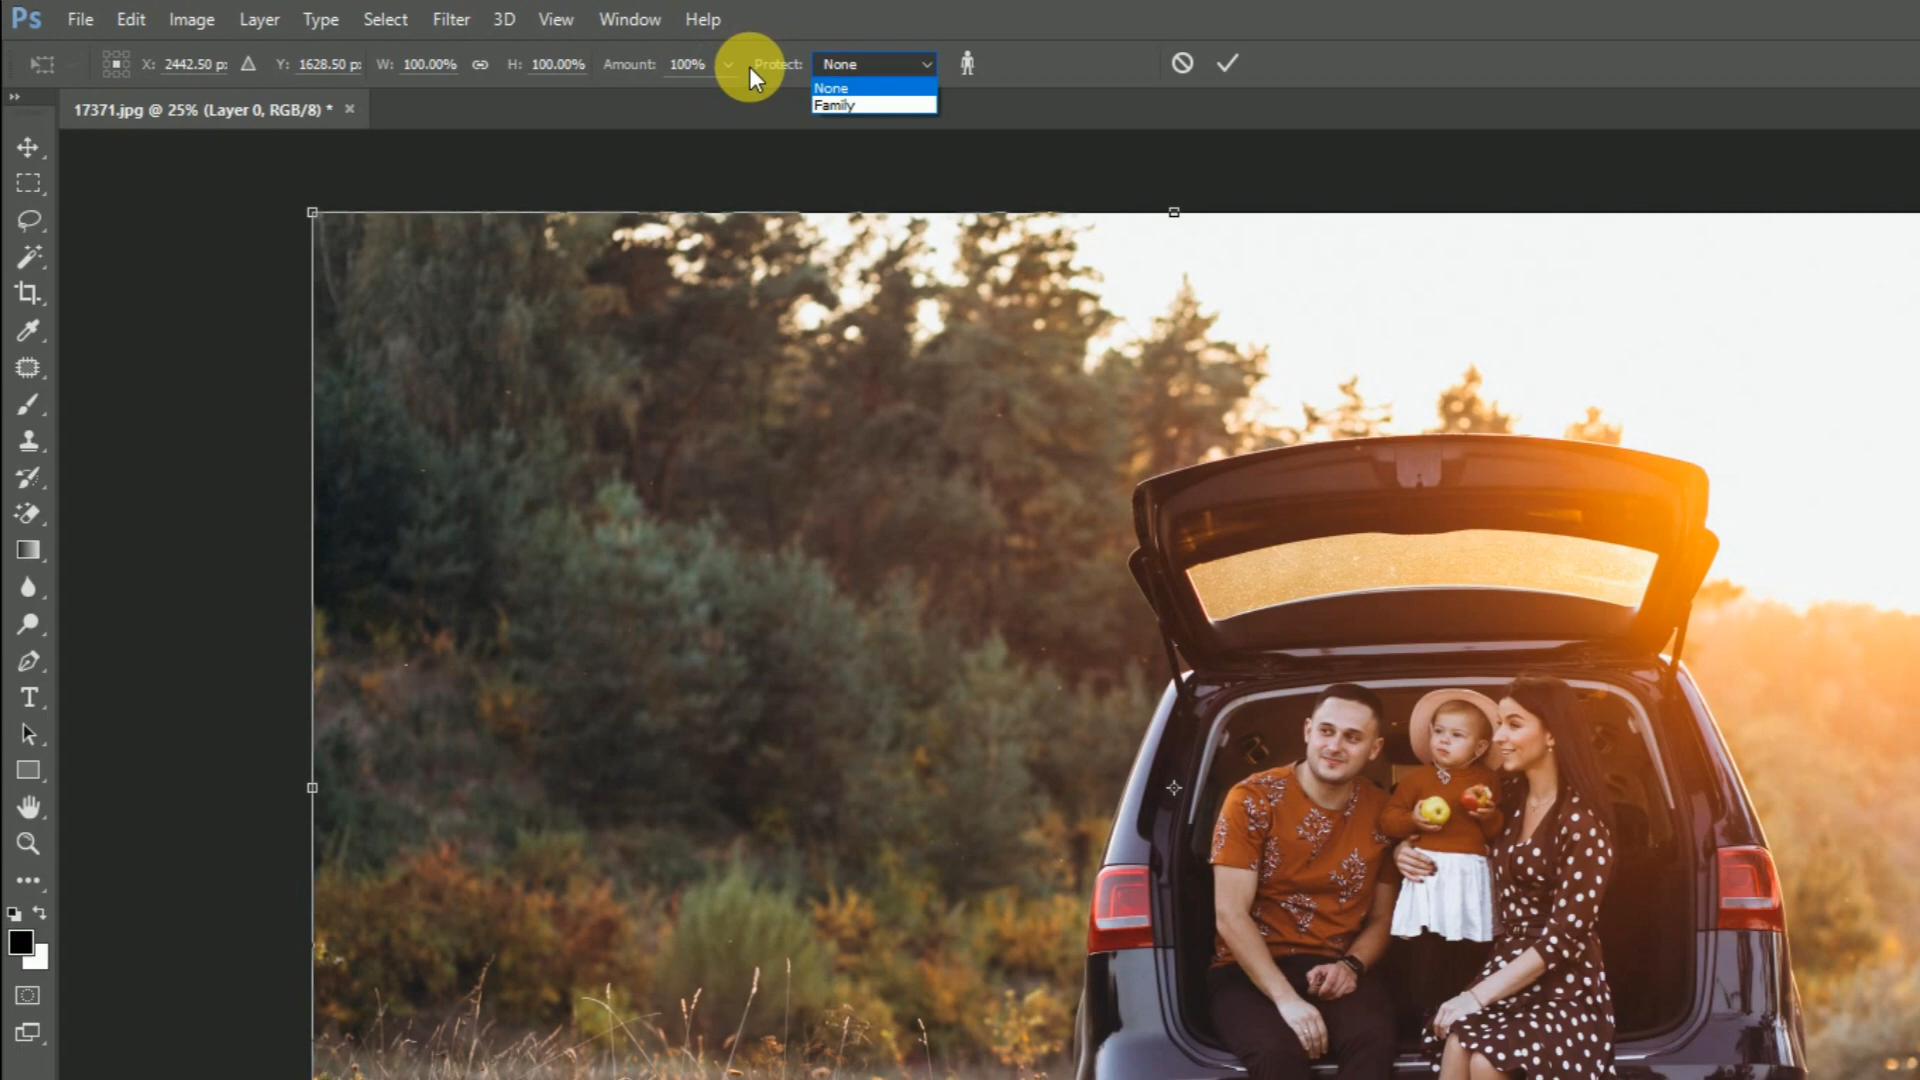 Ps File Edit Image Layer Type Select Filter 3D View Window Help
X: 2442.50 p: Y: 1628.50 p: W: 100.00% H: 100.00% Amount: 100% Protect: None
None
Family
17371.jpg @ 25% (Layer 0, RGB/8) *
T